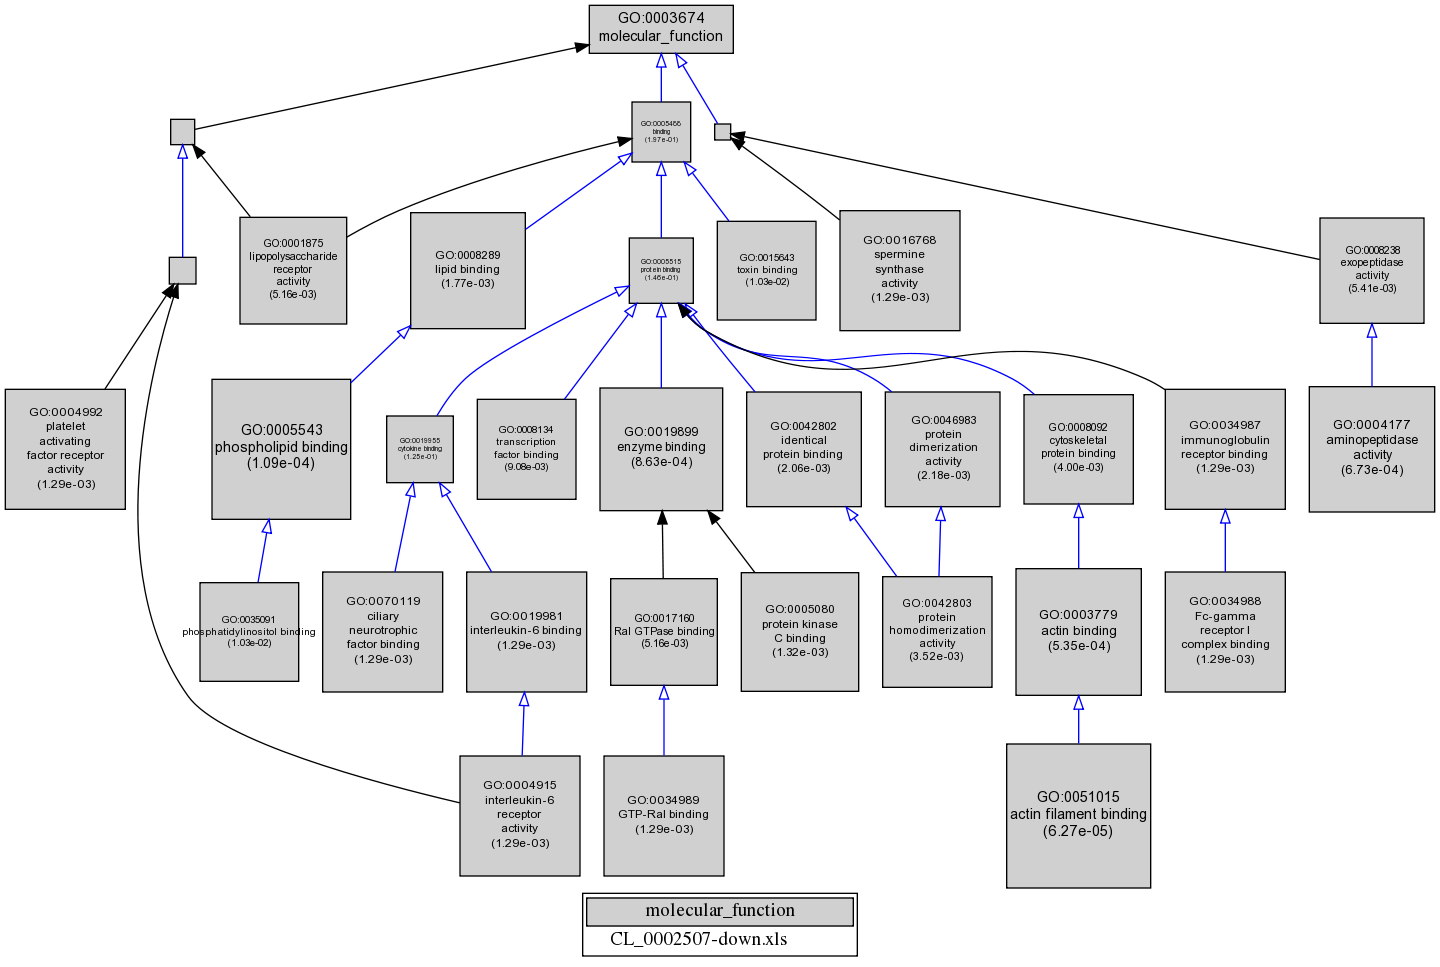 GO:0003674
molecular_function
GO:0005488
binding
(1.97e-01)
GO:0001875
lipopolysaccharide
receptor
activity
(5.16e-03)
GO:0008289
lipid binding
(1.77e-03)
GO:0005515
protein binding
(1.46e-01)
GO:0015643
toxin binding
(1.03e-02)
GO:0016768
spermine
synthase
activity
(1.29e-03)
GO:0008238
exopeptidase
activity
(5.41e-03)
GO:0004992
platelet
activating
factor receptor
activity
(1.29e-03)
GO:0005543
phospholipid binding
(1.09e-04)
GO:0019955
cytokine binding
(1.25e-01)
GO:0008134
transcription
factor binding
(9.08e-03)
GO:0019899
enzyme binding
(8.63e-04)
GO:0042802
identical
protein binding
(2.06e-03)
GO:0046983
protein
dimerization
activity
(2.18e-03)
GO:0008092
cytoskeletal
protein binding
(4.00e-03)
GO:0034987
immunoglobulin
receptor binding
(1.29e-03)
GO:0004177
aminopeptidase
activity
(6.73e-04)
GO:0035091
phosphatidylinositol binding
(1.03e-02)
GO:0070119
ciliary
neurotrophic
factor binding
(1.29e-03)
GO:0019981
interleukin-6 binding
(1.29e-03)
GO:0017160
Ral GTPase binding
(5.16e-03)
GO:0005080
protein kinase
C binding
(1.32e-03)
GO:0042803
protein
homodimerization
activity
(3.52e-03)
GO:0003779
actin binding
(5.35e-04)
GO:0034988
Fc-gamma
receptor I
complex binding
(1.29e-03)
GO:0004915
interleukin-6
receptor
activity
(1.29e-03)
GO:0034989
GTP-Ral binding
(1.29e-03)
GO:0051015
actin filament binding
(6.27e-05)
molecular_function
CL_0002507-down.xls